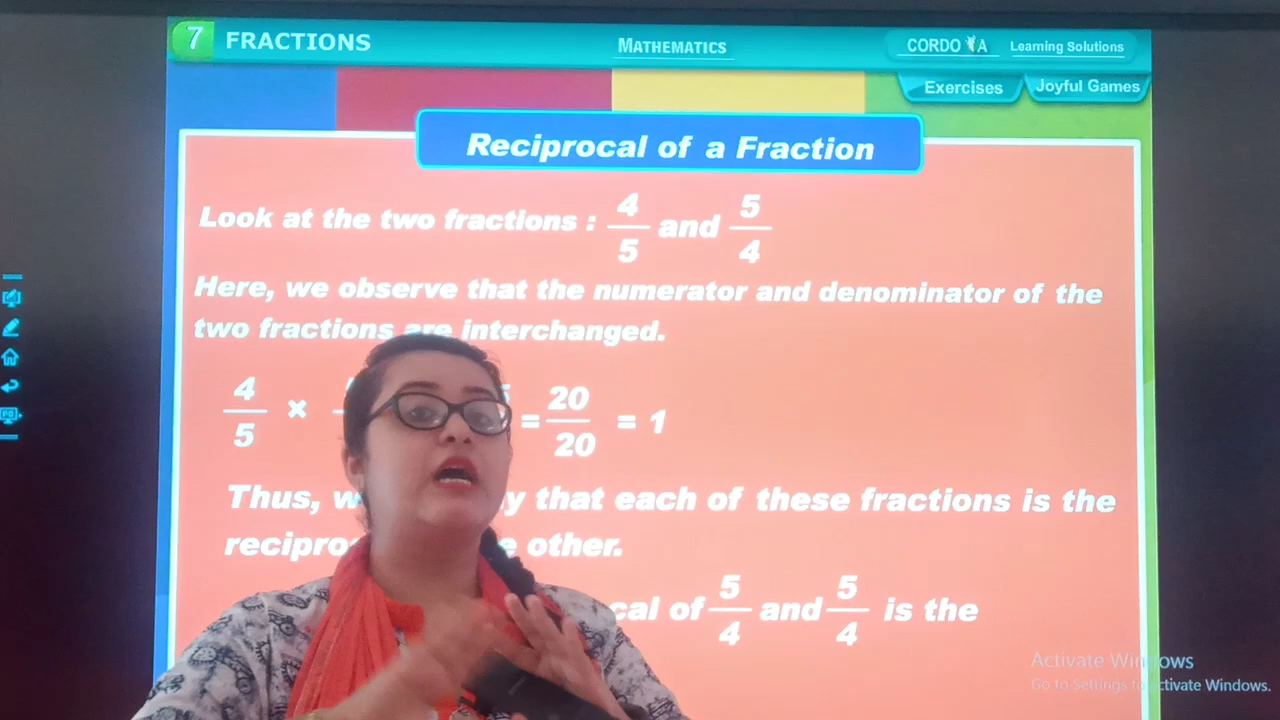 7 FRACTIONS
MATHEMATICS
CORDOVA Learning Solutions
Exercises
Joyful Games
Reciprocal of a Fraction
Look at the two fractions : 4/5 and 5/4
Here, we observe that the numerator and denominator of the
two fractions are interchanged.
4/5 × = 20/20 = 1
Thus, that each of these fractions is the
other.
of 5/4 and 5/4 is the
Activate Windows
Go to Settings to activate Windows.